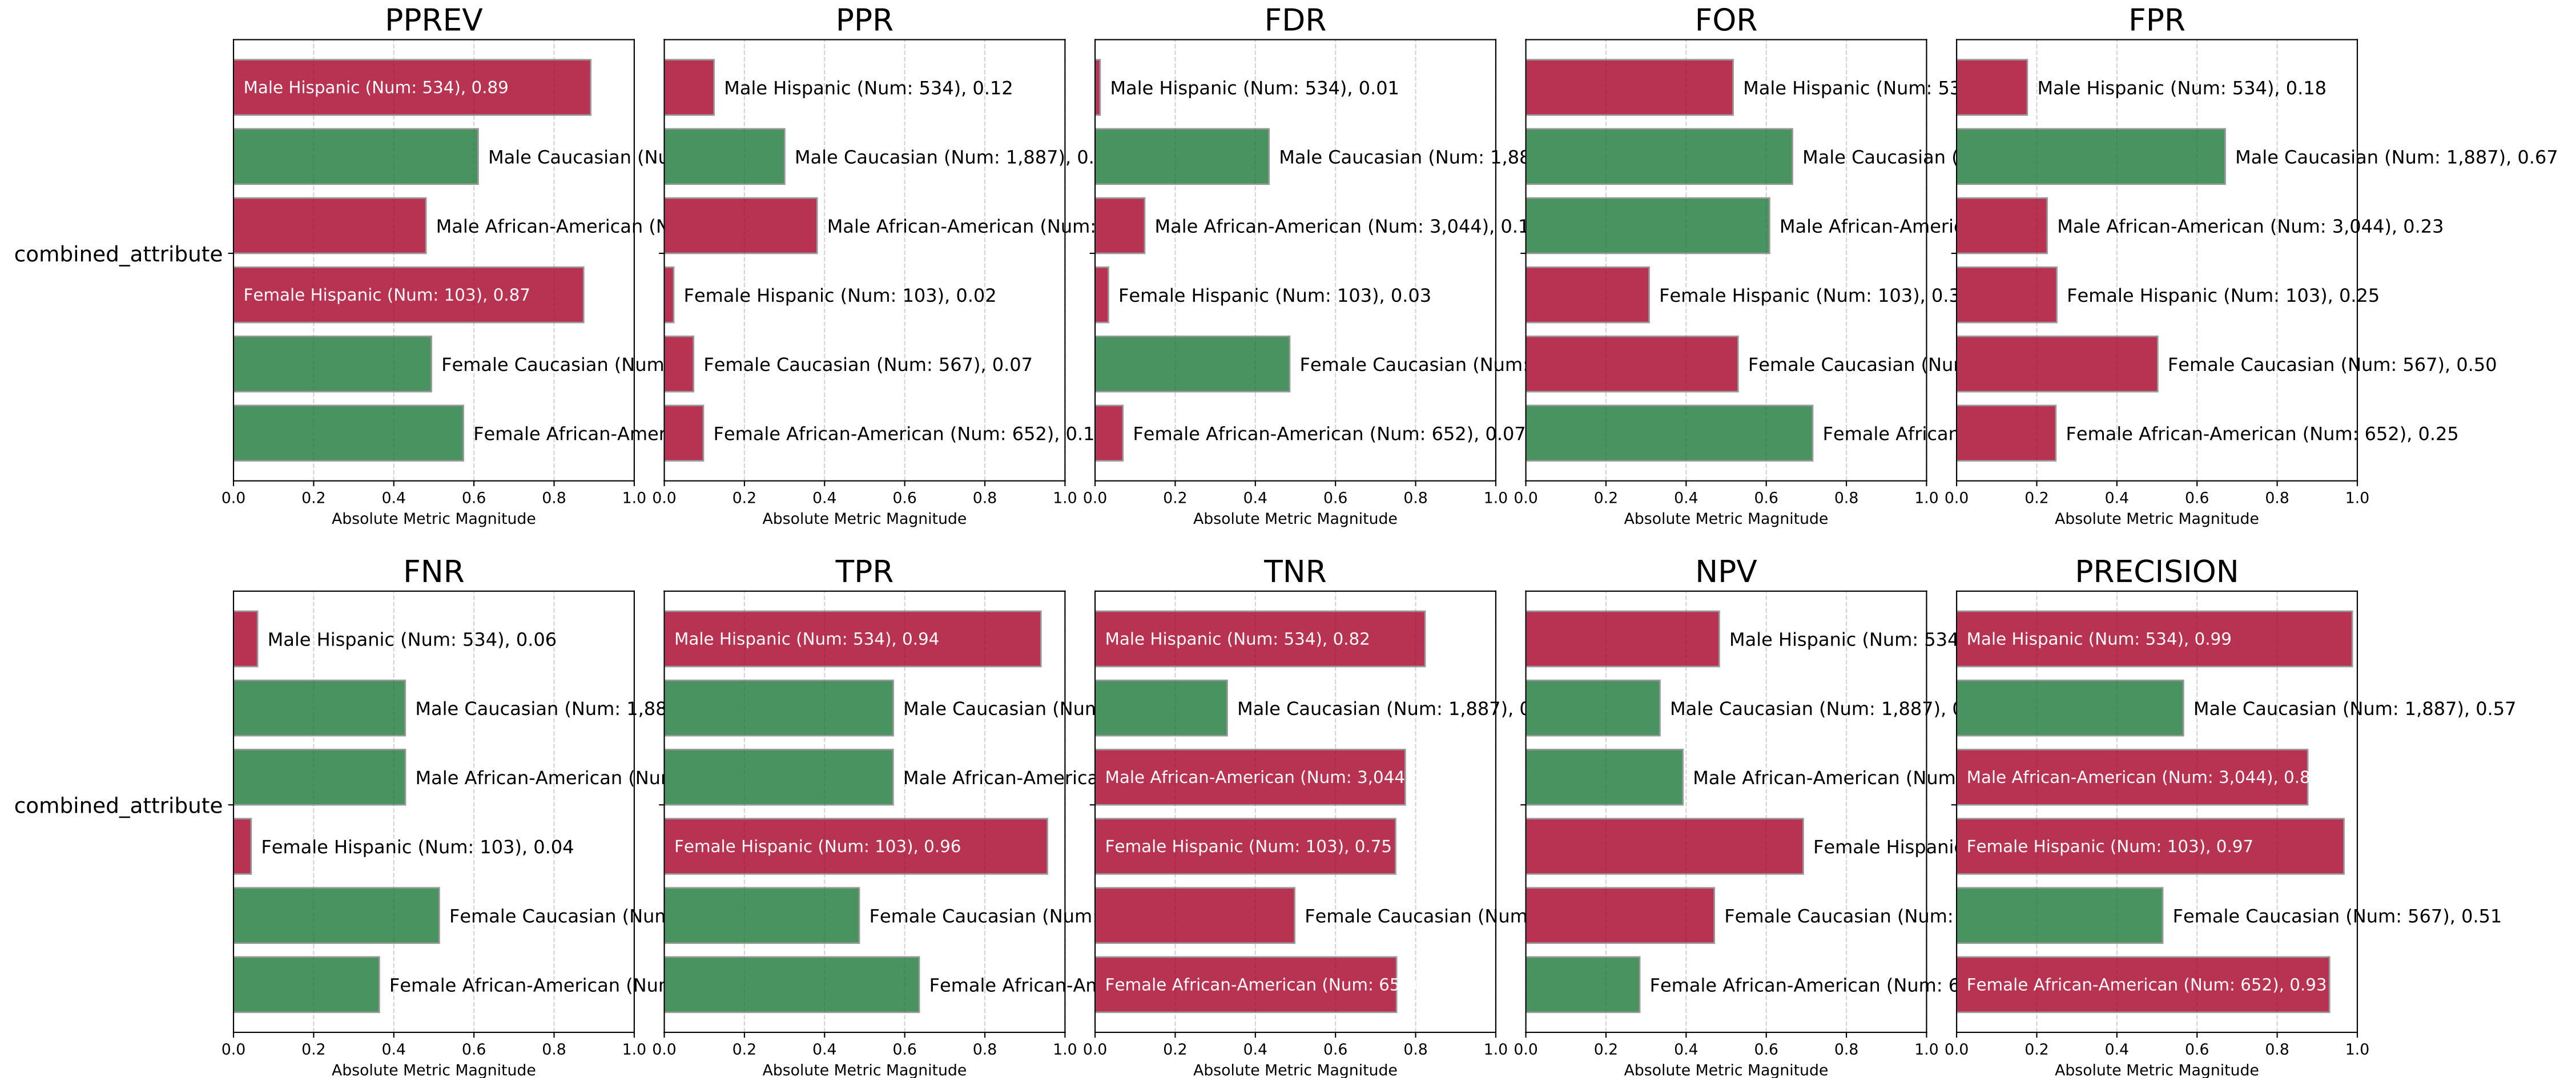 PPREV
Male Hispanic (Num: 534), 0.89
Male Caucasian (Nu
Male African-American (N
combined_attribute
Female Hispanic (Num: 103), 0.87
Female Caucasian (Num
Female African-Amer
0.0 0.2 0.4 0.6 0.8 1.0
Absolute Metric Magnitude
PPR
Male Hispanic (Num: 534), 0.12
Male Caucasian (Num: 1,887), 0.
Male African-American (Num:
Female Hispanic (Num: 103), 0.02
Female Caucasian (Num: 567), 0.07
Female African-American (Num: 652), 0.1
0.0 0.2 0.4 0.6 0.8 1.0
Absolute Metric Magnitude
FDR
Male Hispanic (Num: 534), 0.01
Male Caucasian (Num: 1,88
Male African-American (Num: 3,044), 0.1
Female Hispanic (Num: 103), 0.03
Female Caucasian (Num:
Female African-American (Num: 652), 0.07
0.0 0.2 0.4 0.6 0.8 1.0
Absolute Metric Magnitude
FOR
Male Hispanic (Num: 53
Male Caucasian (
Male African-Americ
Female Hispanic (Num: 103), 0.3
Female Caucasian (Nu
Female African
0.0 0.2 0.4 0.6 0.8 1.0
Absolute Metric Magnitude
FPR
Male Hispanic (Num: 534), 0.18
Male Caucasian (Num: 1,887), 0.67
Male African-American (Num: 3,044), 0.23
Female Hispanic (Num: 103), 0.25
Female Caucasian (Num: 567), 0.50
Female African-American (Num: 652), 0.25
0.0 0.2 0.4 0.6 0.8 1.0
Absolute Metric Magnitude
FNR
Male Hispanic (Num: 534), 0.06
Male Caucasian (Num: 1,88
Male African-American (Nu
combined_attribute
Female Hispanic (Num: 103), 0.04
Female Caucasian (Nun
Female African-American (Nur
0.0 0.2 0.4 0.6 0.8 1.0
Absolute Metric Magnitude
TPR
Male Hispanic (Num: 534), 0.94
Male Caucasian (Nun
Male African-America
Female Hispanic (Num: 103), 0.96
Female Caucasian (Num
Female African-An
0.0 0.2 0.4 0.6 0.8 1.0
Absolute Metric Magnitude
TNR
Male Hispanic (Num: 534), 0.82
Male Caucasian (Num: 1,887), 0
Male African-American (Num: 3,044
Female Hispanic (Num: 103), 0.75
Female Caucasian (Num
Female African-American (Num: 65
0.0 0.2 0.4 0.6 0.8 1.0
Absolute Metric Magnitude
NPV
Male Hispanic (Num: 534
Male Caucasian (Num: 1,887), 0
Male African-American (Num
Female Hispani
Female Caucasian (Num:
Female African-American (Num: 6
0.0 0.2 0.4 0.6 0.8 1.0
Absolute Metric Magnitude
PRECISION
Male Hispanic (Num: 534), 0.99
Male Caucasian (Num: 1,887), 0.57
Male African-American (Num: 3,044), 0.8
Female Hispanic (Num: 103), 0.97
Female Caucasian (Num: 567), 0.51
Female African-American (Num: 652), 0.93
0.0 0.2 0.4 0.6 0.8 1.0
Absolute Metric Magnitude